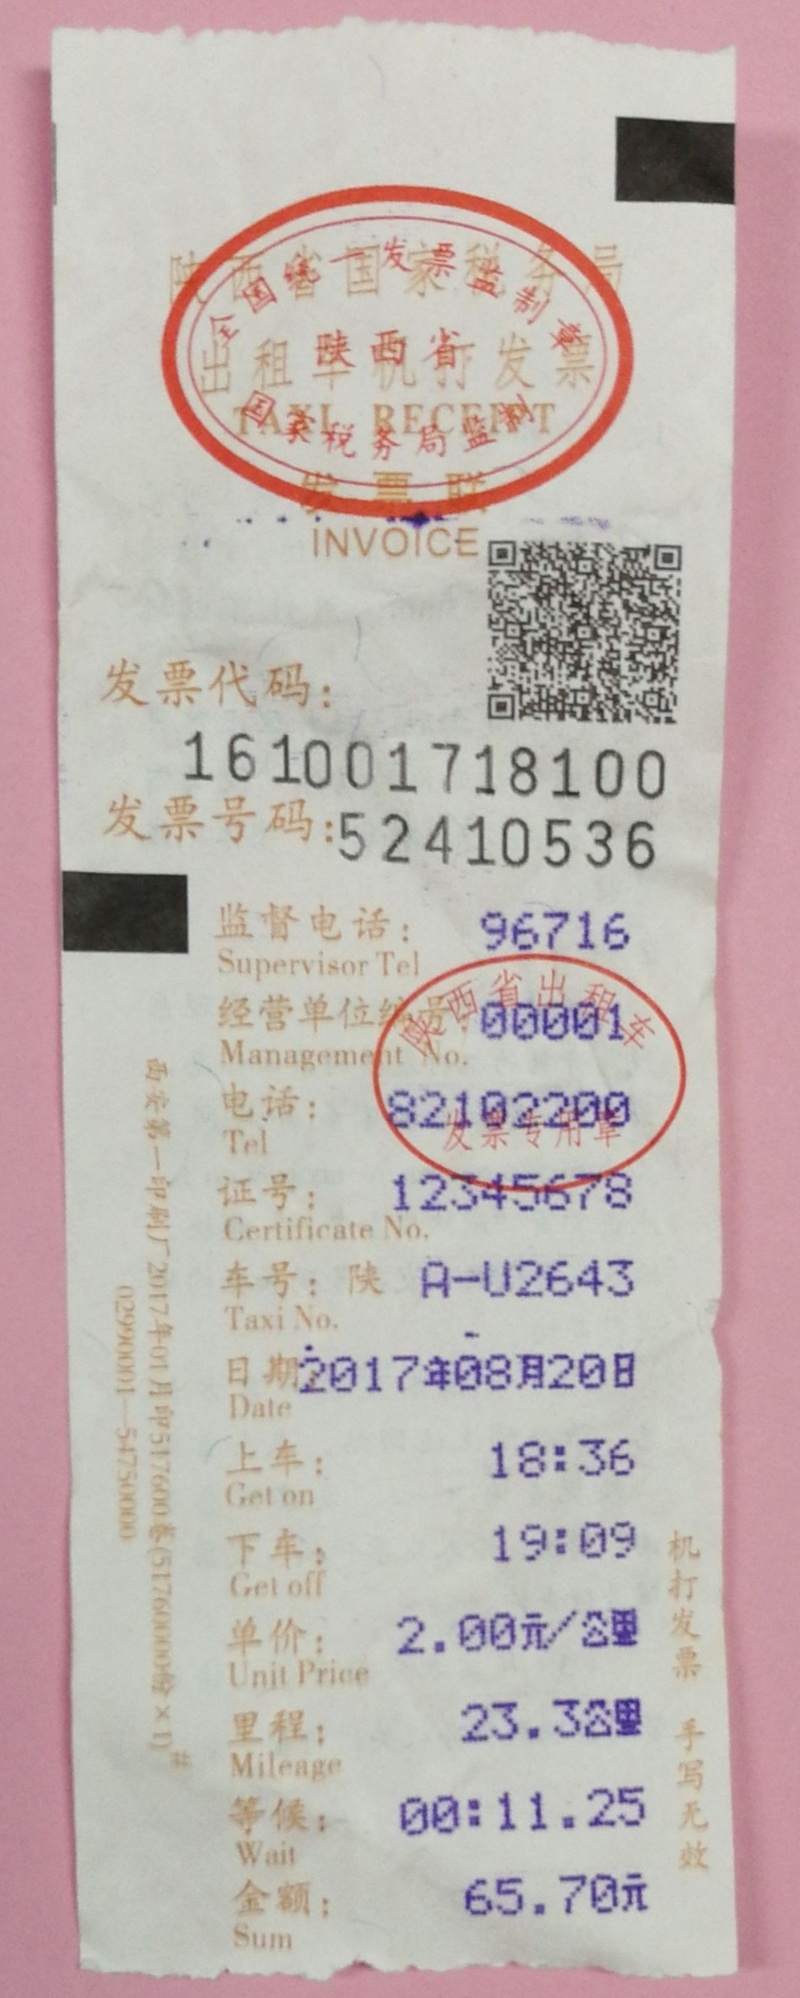 陕西省国家税务局
全国统一发票监制章
陕西省
出租车机打发票
TAXI RECEIPT
国家税务局监制
发票联
INVOICE
发票代码:
161001718100
发票号码:52410536
监督电话: 96716
Supervisor Tel
经营单位编号:00001
Management No.
陕西省出租车
电话: 82102200
Tel
发票专用章
证号: 12345678
Certificate No.
车号:陕 A-U2643
Taxi No.
日期:2017年08月20日
Date
上车: 18:36
Get on
下车: 19:09
Get off
单价: 2.00元/公里
Unit Price
里程: 23.3公里
Mileage
等候: 00:11.25
Wait
金额: 65.70元
Sum
机打发票 手写无效
西安第一印刷厂2017年01月印517600卷(51760000份×1)
02990001—54750000